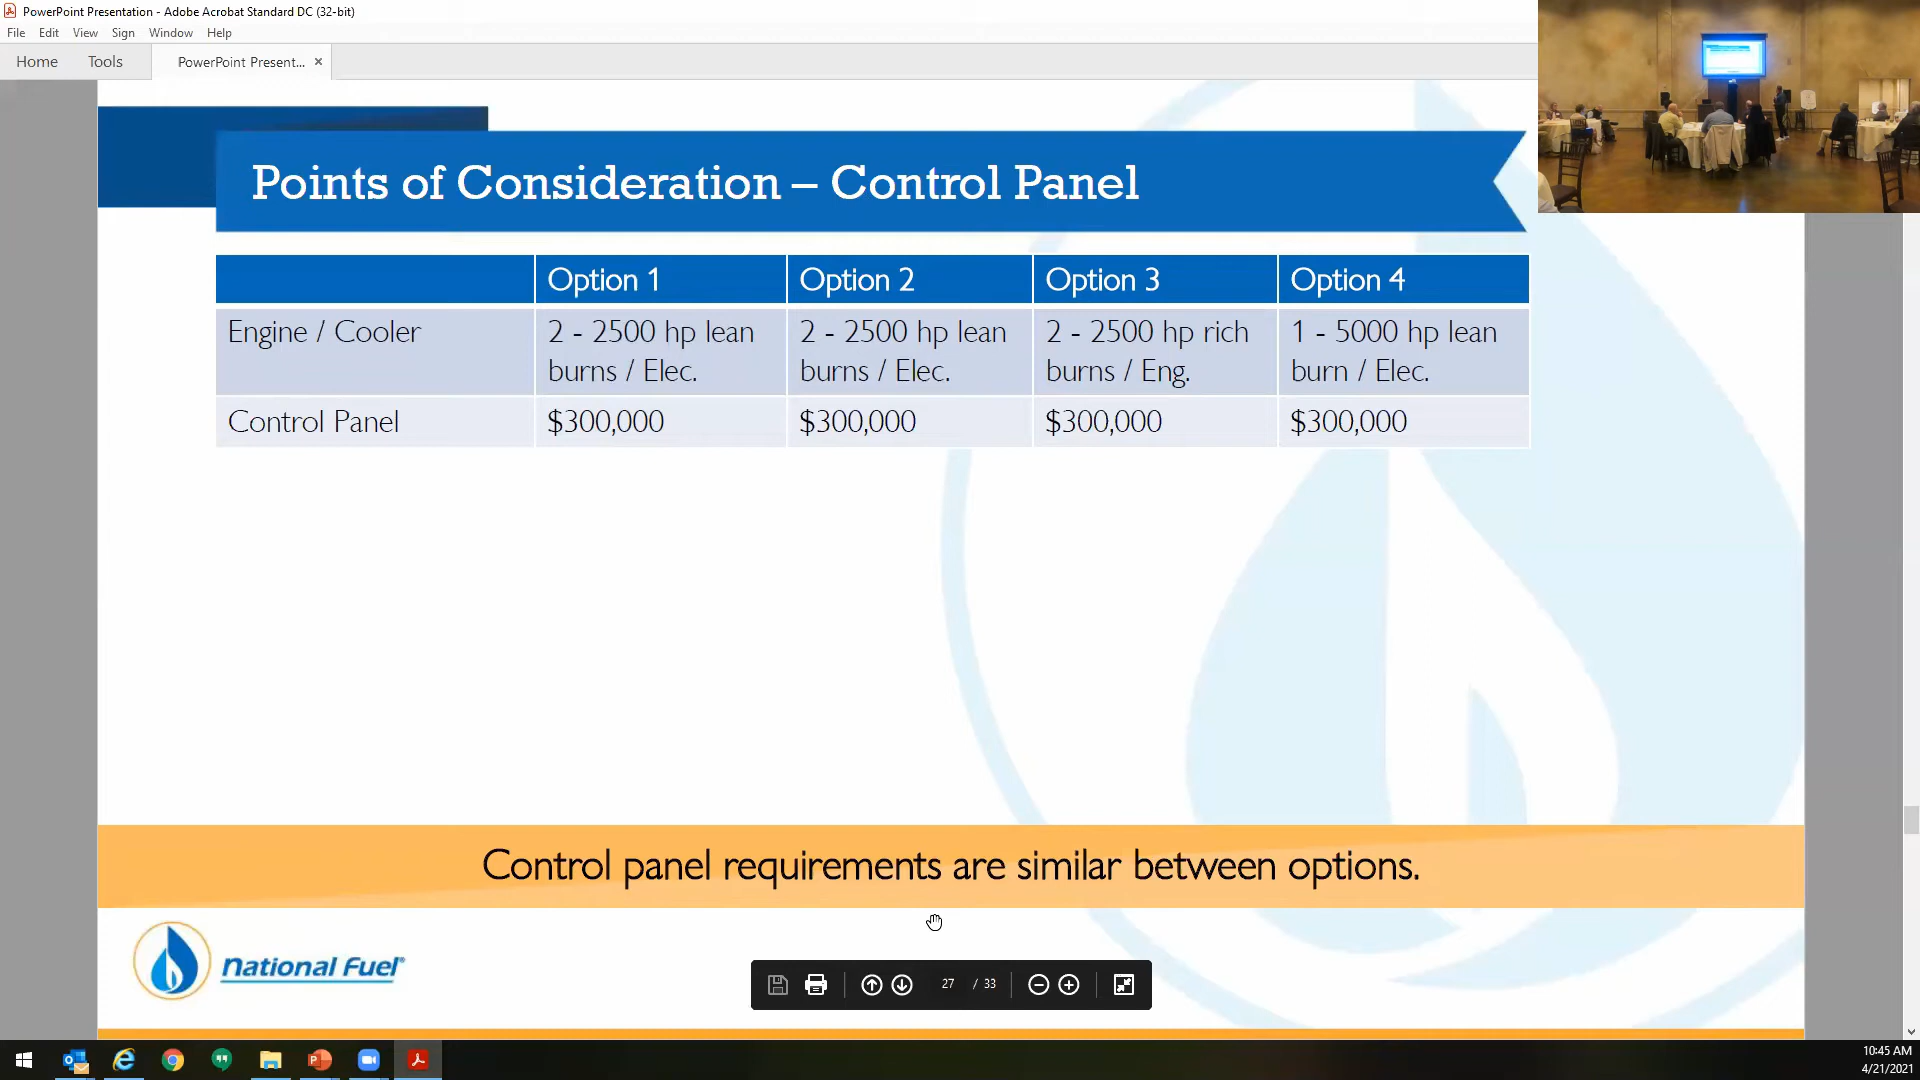 PowerPoint Presentation - Adobe Acrobat Standard DC (32-bit)
File Edit View Sign Window Help
Home Tools PowerPoint Present... ×
Points of Consideration – Control Panel
Option 1 Option 2 Option 3 Option 4
Engine / Cooler 2 - 2500 hp lean burns / Elec. 2 - 2500 hp lean burns / Elec. 2 - 2500 hp rich burns / Eng. 1 - 5000 hp lean burn / Elec.
Control Panel $300,000 $300,000 $300,000 $300,000
Control panel requirements are similar between options.
National Fuel®
27 / 33
10:45 AM
4/21/2021